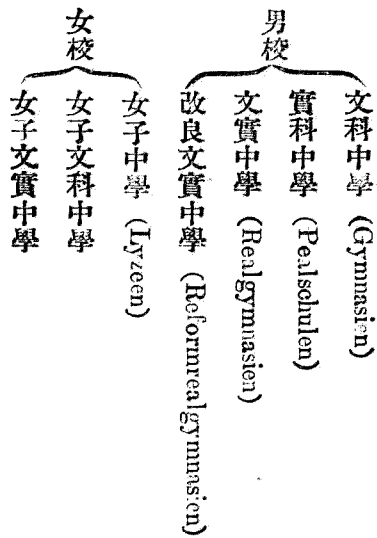 男校
文科中學 (Gymnasien)
實科中學 (Pealschulen)
文實中學 (Realgymnasien)
改良文實中學 (Reformrealgymnasien)
女校
女子中學 (Lyzeen)
女子文科中學
女子文實中學